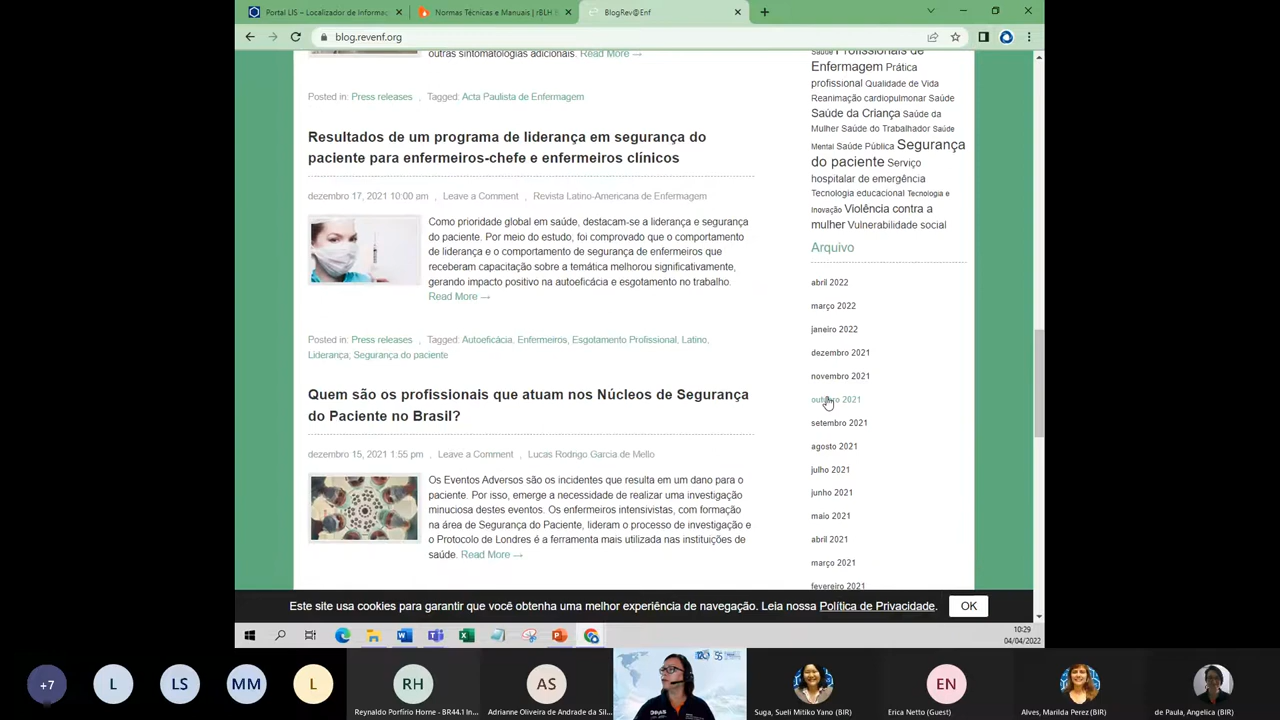 Portal LIS – Localizador de Informaç
Normas Técnicas e Manuais | rBLH
BlogRev@Enf
blog.revenf.org
outras sintomatologias adicionais. Read More →
Posted in: Press releases , Tagged: Acta Paulista de Enfermagem
Resultados de um programa de liderança em segurança do
paciente para enfermeiros-chefe e enfermeiros clínicos
dezembro 17, 2021 10:00 am , Leave a Comment , Revista Latino-Americana de Enfermagem
Como prioridade global em saúde, destacam-se a liderança e segurança
do paciente. Por meio do estudo, foi comprovado que o comportamento
de liderança e o comportamento de segurança de enfermeiros que
receberam capacitação sobre a temática melhorou significativamente,
gerando impacto positivo na autoeficácia e esgotamento no trabalho.
Read More →
Posted in: Press releases , Tagged: Autoeficácia, Enfermeiros, Esgotamento Profissional, Latino,
Liderança, Segurança do paciente
Quem são os profissionais que atuam nos Núcleos de Segurança
do Paciente no Brasil?
dezembro 15, 2021 1:55 pm , Leave a Comment , Lucas Rodrigo Garcia de Mello
Os Eventos Adversos são os incidentes que resulta em um dano para o
paciente. Por isso, emerge a necessidade de realizar uma investigação
minuciosa destes eventos. Os enfermeiros intensivistas, com formação
na área de Segurança do Paciente, lideram o processo de investigação e
o Protocolo de Londres é a ferramenta mais utilizada nas instituições de
saúde. Read More →
Saúde Profissionais de
Enfermagem Prática
profissional Qualidade de Vida
Reanimação cardiopulmonar Saúde
Saúde da Criança Saúde da
Mulher Saúde do Trabalhador Saúde
Mental Saúde Pública Segurança
do paciente Serviço
hospitalar de emergência
Tecnologia educacional Tecnologia e
Inovação Violência contra a
mulher Vulnerabilidade social
Arquivo
abril 2022
março 2022
janeiro 2022
dezembro 2021
novembro 2021
outubro 2021
setembro 2021
agosto 2021
julho 2021
junho 2021
maio 2021
abril 2021
março 2021
fevereiro 2021
Este site usa cookies para garantir que você obtenha uma melhor experiência de navegação. Leia nossa Política de Privacidade. OK
10:29
04/04/2022
+7
L
LS
MM
L
RH
AS
EN
Reynaldo Porfírio Horne - BR44.1 In...
Adrianne Oliveira de Andrade da Sil...
Suga, Sueli Mitiko Yano (BIR)
Erica Netto (Guest)
Alves, Marilda Perez (BIR)
de Paula, Angelica (BIR)